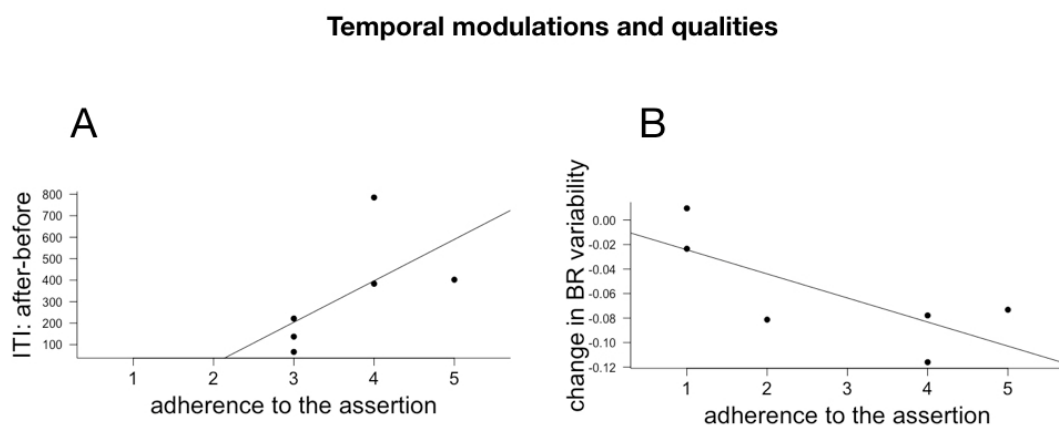 Temporal modulations and qualities
A
ITI: after-before
800
700
600
500
400
300
200
100
1 2 3 4 5
adherence to the assertion
B
change in BR variability
0.00
-0.02
-0.04
-0.06
-0.08
-0.10
-0.12
1 2 3 4 5
adherence to the assertion